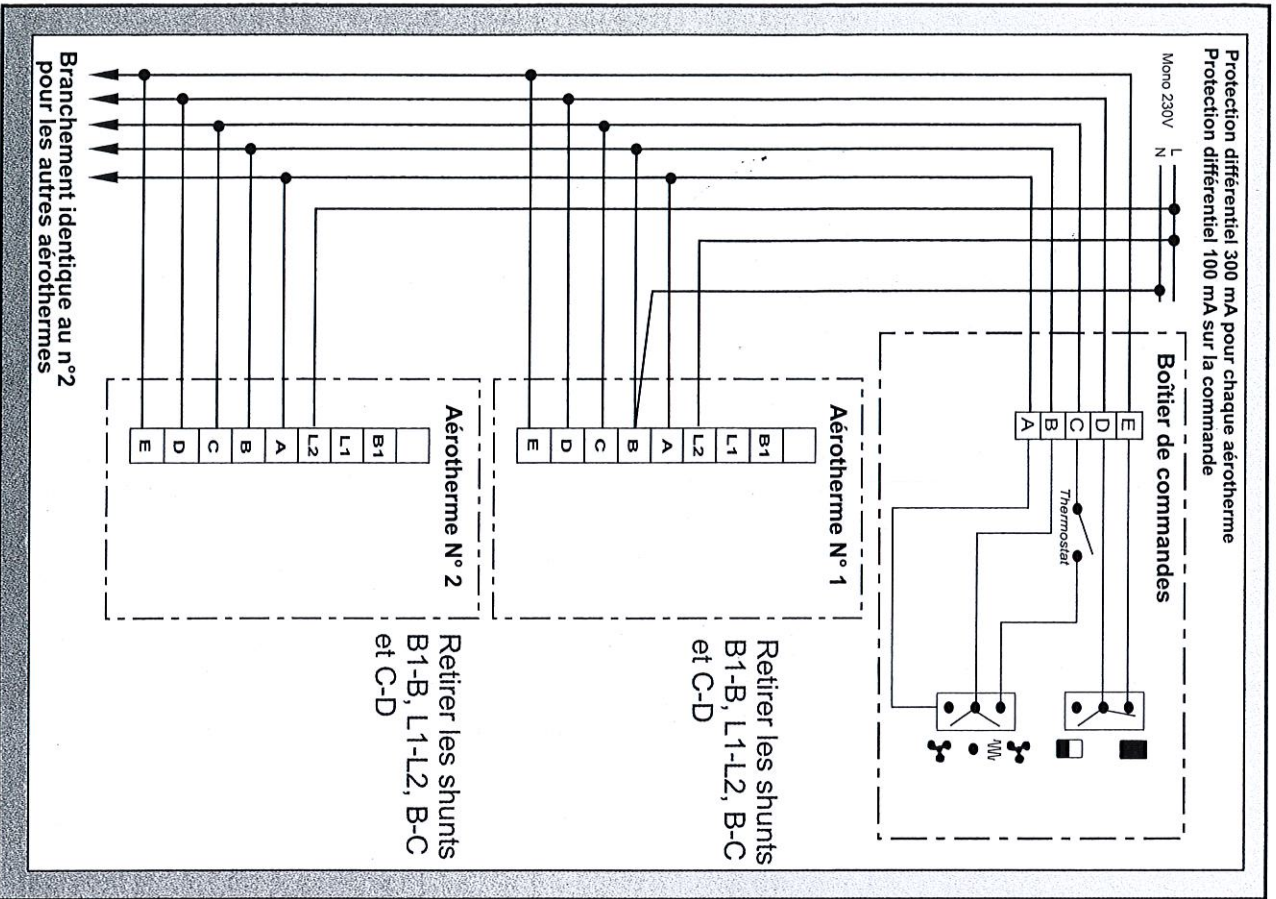 Protection différentiel 300 mA pour chaque aérotherme
Protection différentiel 100 mA sur la commande
Mono 230V
L
N
Boîtier de commandes
E
D
C
B
A
Thermostat
Aérotherme N° 1
B1
L1
L2
A
B
C
D
E
Retirer les shunts
B1-B, L1-L2, B-C
et C-D
Aérotherme N° 2
B1
L1
L2
A
B
C
D
E
Retirer les shunts
B1-B, L1-L2, B-C
et C-D
Branchement identique au n°2
pour les autres aérothermes